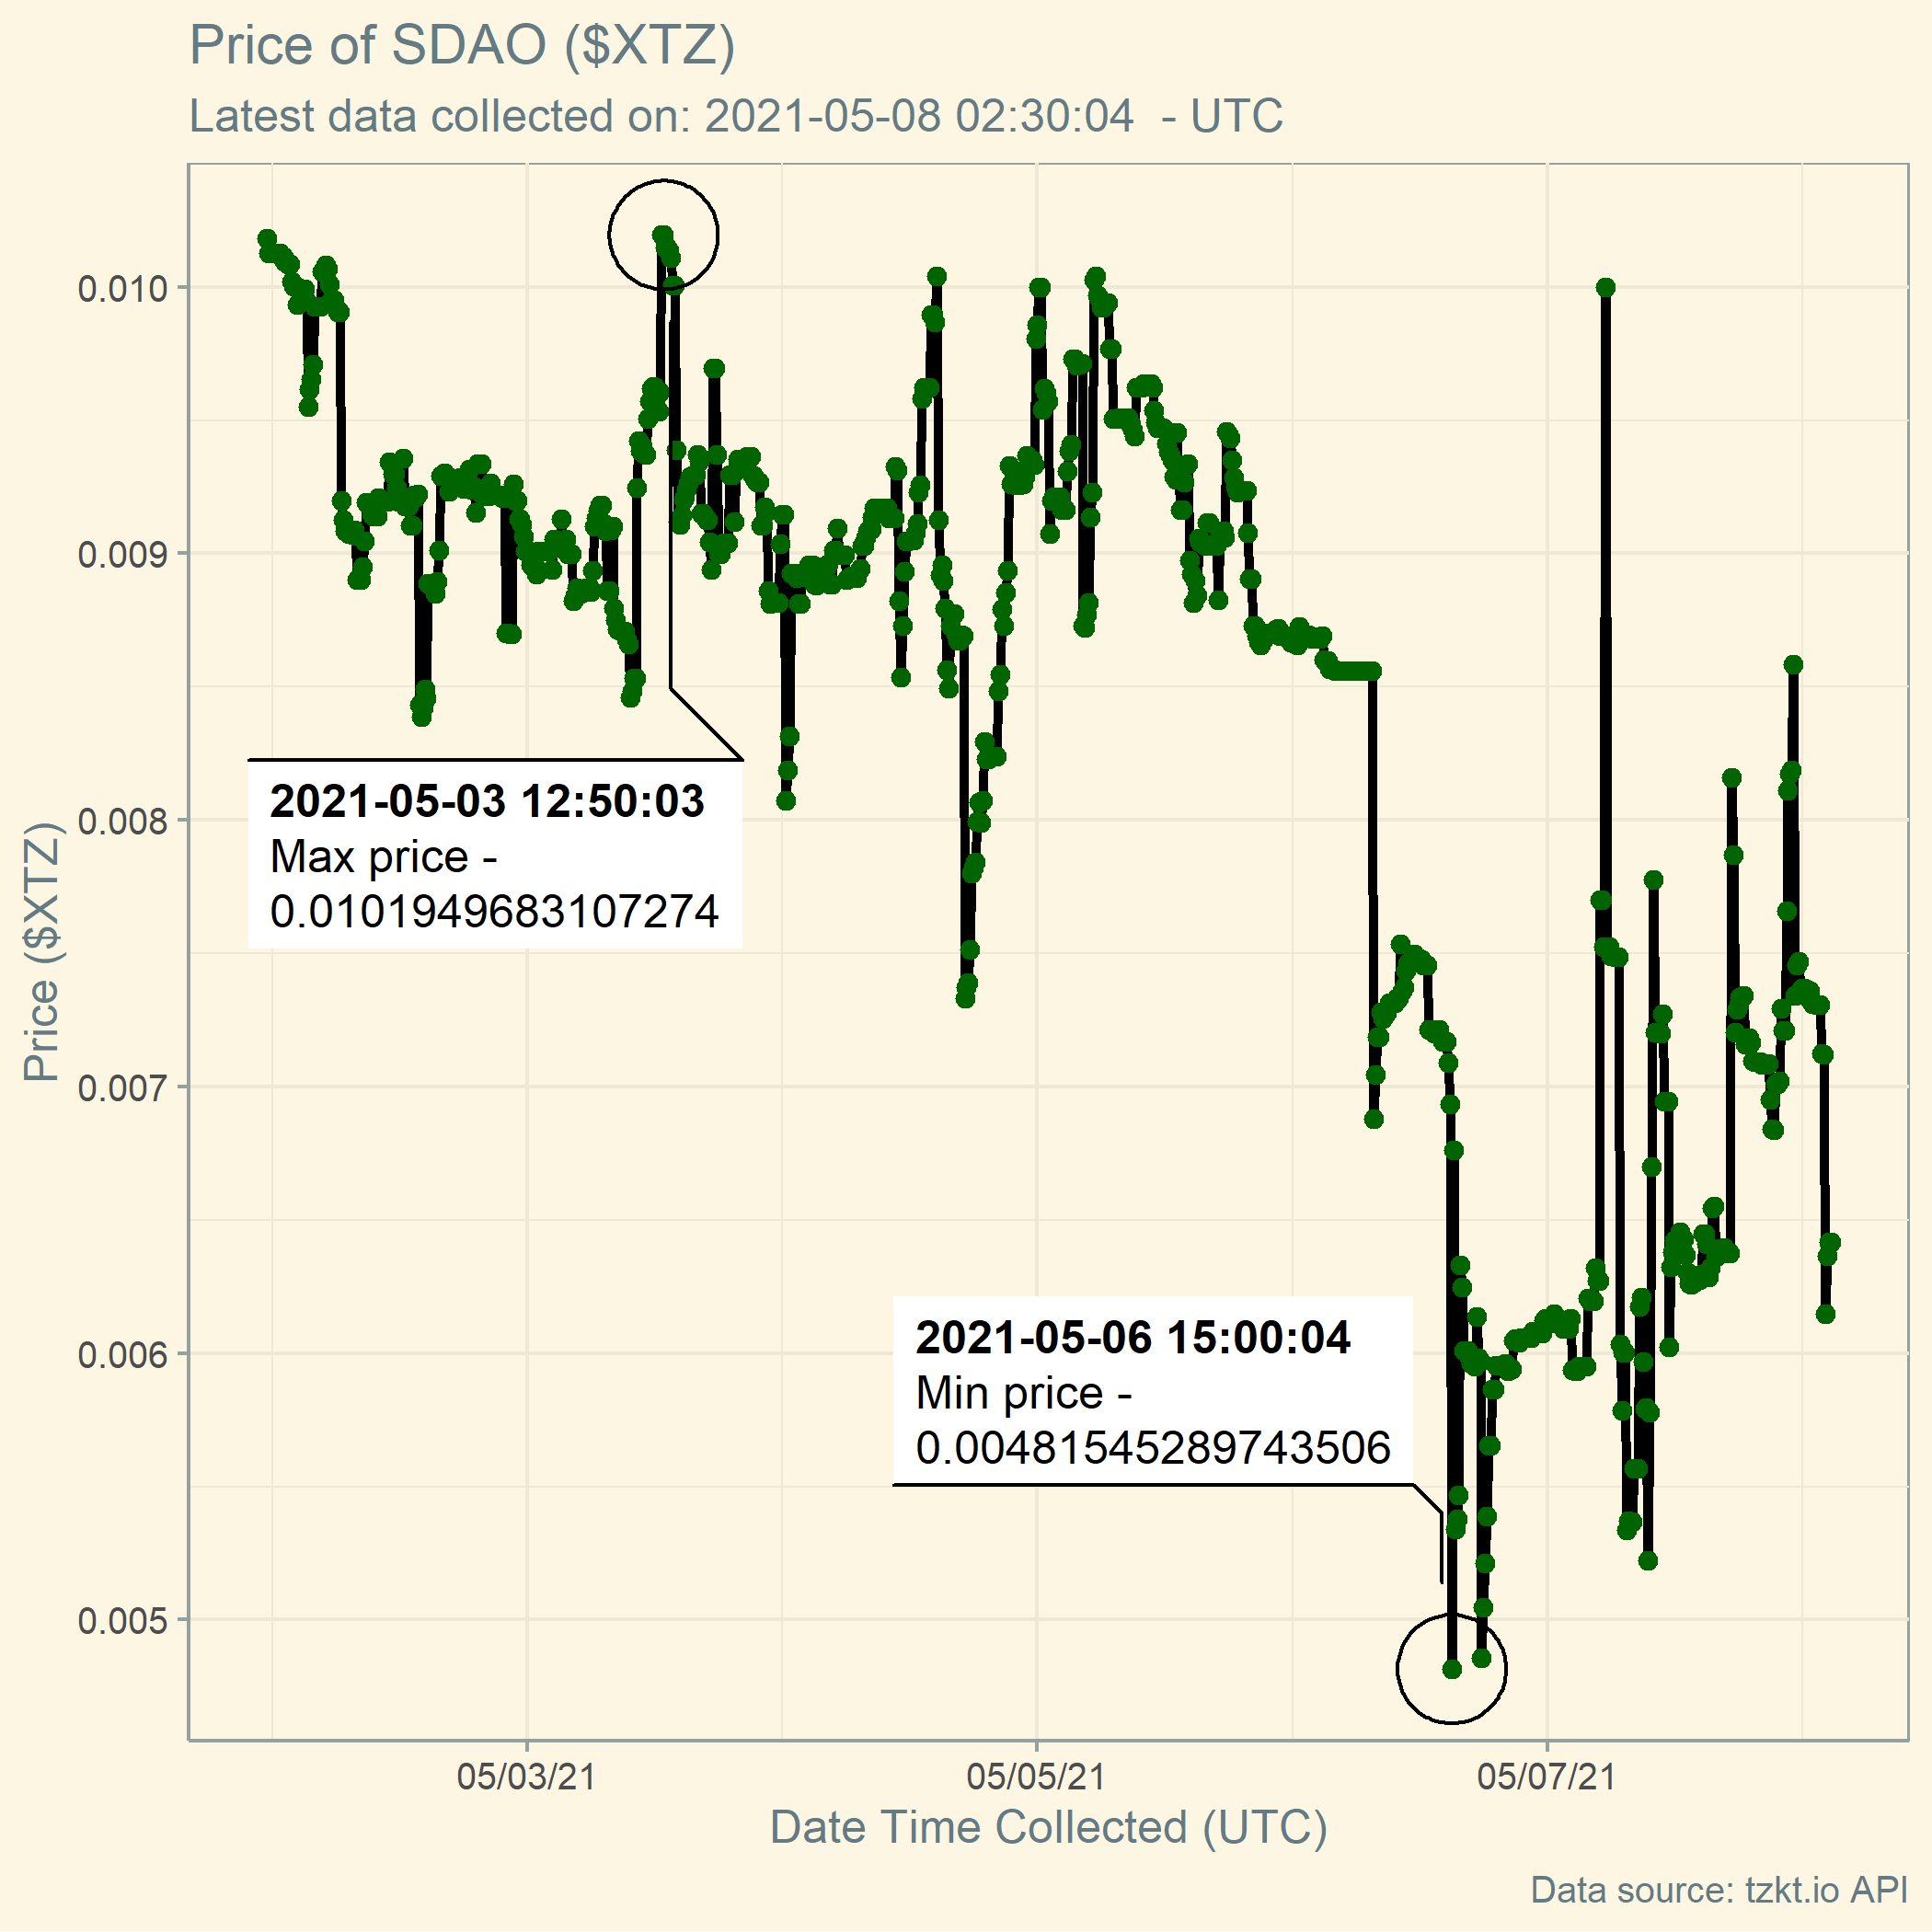 Price of SDAO ($XTZ)
Latest data collected on: 2021-05-08 02:30:04  - UTC
0.010
0.009
0.008
0.007
0.006
0.005
Price ($XTZ)
2021-05-03 12:50:03
Max price -
0.0101949683107274
2021-05-06 15:00:04
Min price -
0.00481545289743506
05/03/21
05/05/21
05/07/21
Date Time Collected (UTC)
Data source: tzkt.io API